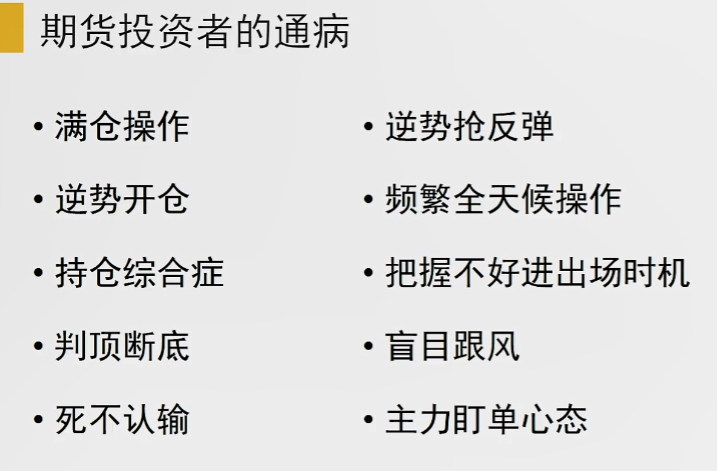 期货投资者的通病
• 满仓操作
• 逆势开仓
• 持仓综合症
• 判顶断底
• 死不认输
• 逆势抢反弹
• 频繁全天候操作
• 把握不好进出场时机
• 盲目跟风
• 主力盯单心态